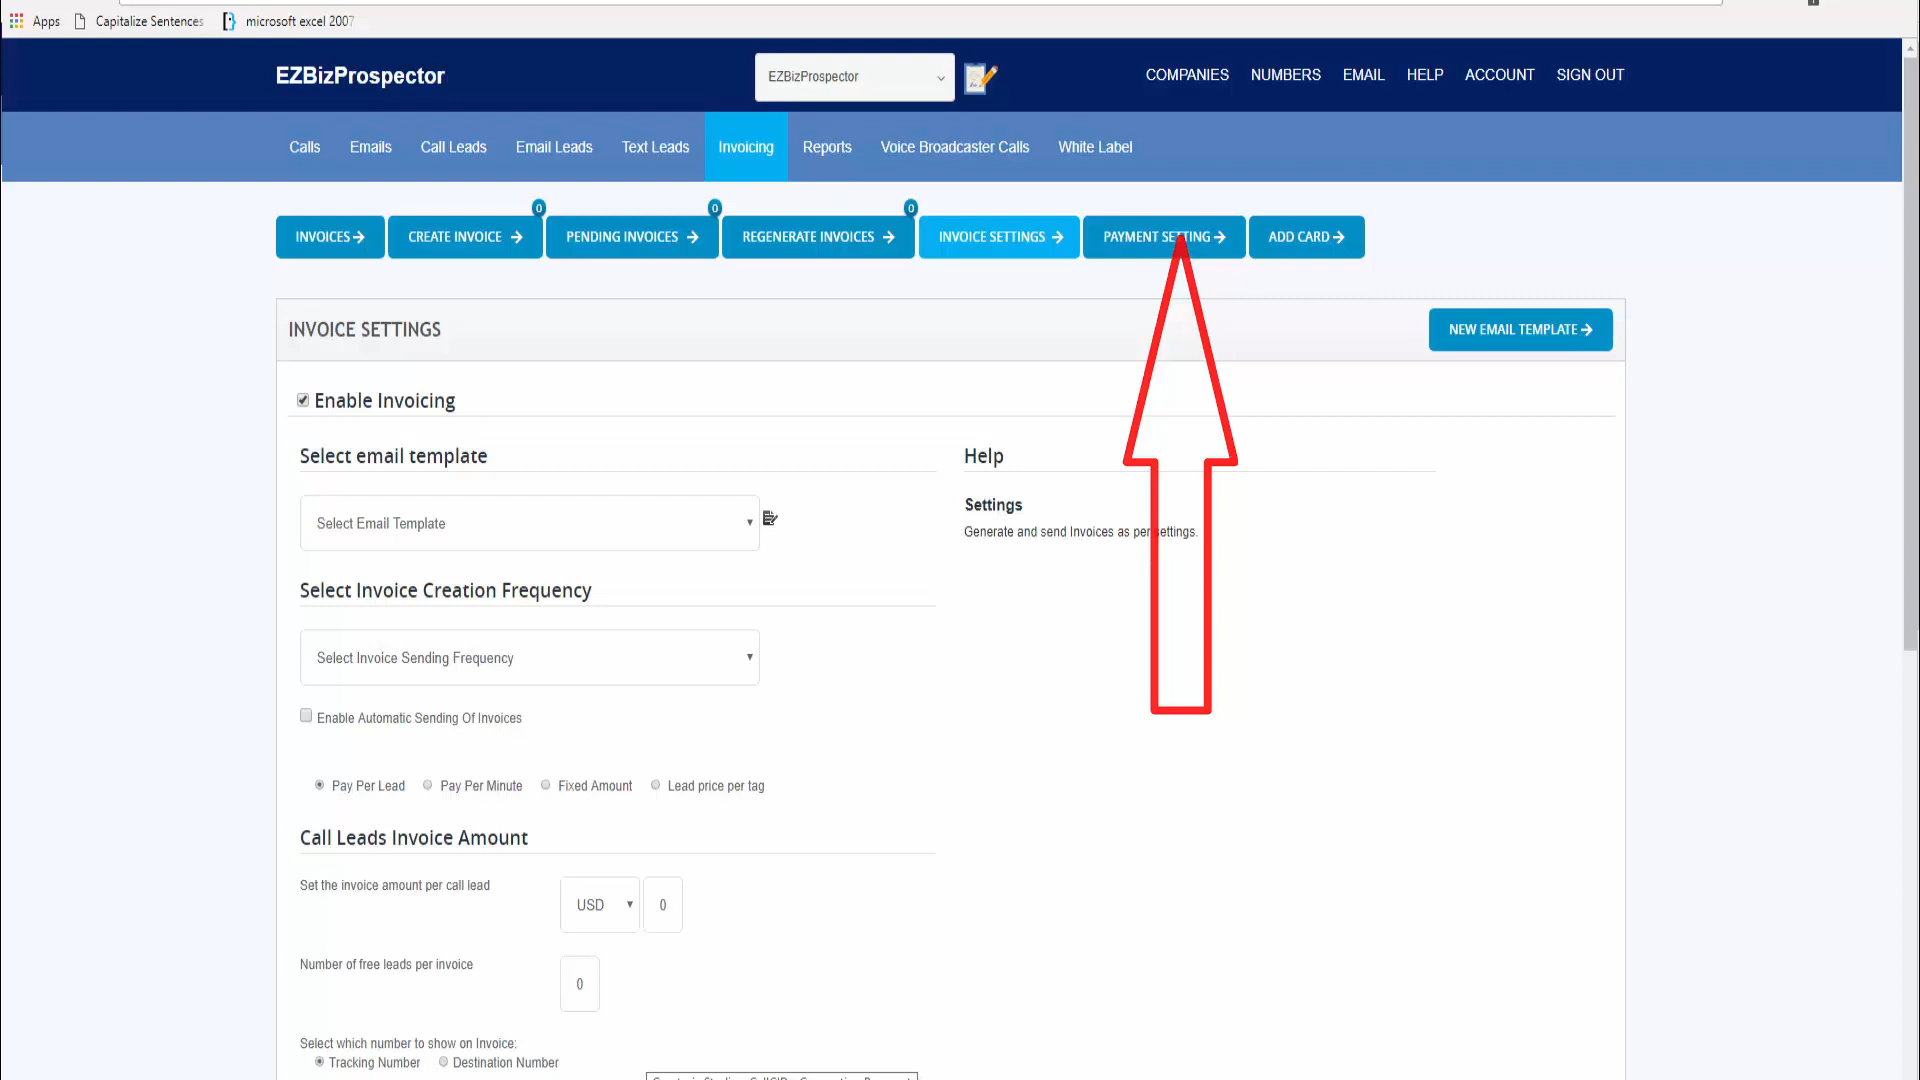 Apps Capitalize Sentences microsoft excel 2007
EZBizProspector EZBizProspector COMPANIES NUMBERS EMAIL HELP ACCOUNT SIGN OUT
Calls Emails Call Leads Email Leads Text Leads Invoicing Reports Voice Broadcaster Calls White Label
0 0 0
INVOICES CREATE INVOICE PENDING INVOICES REGENERATE INVOICES INVOICE SETTINGS PAYMENT SETTING ADD CARD
INVOICE SETTINGS NEW EMAIL TEMPLATE
Enable Invoicing
Select email template
Select Email Template
Help
Settings
Generate and send Invoices as per settings.
Select Invoice Creation Frequency
Select Invoice Sending Frequency
Enable Automatic Sending Of Invoices
Pay Per Lead Pay Per Minute Fixed Amount Lead price per tag
Call Leads Invoice Amount
Set the invoice amount per call lead USD 0
Number of free leads per invoice 0
Select which number to show on Invoice:
Tracking Number Destination Number